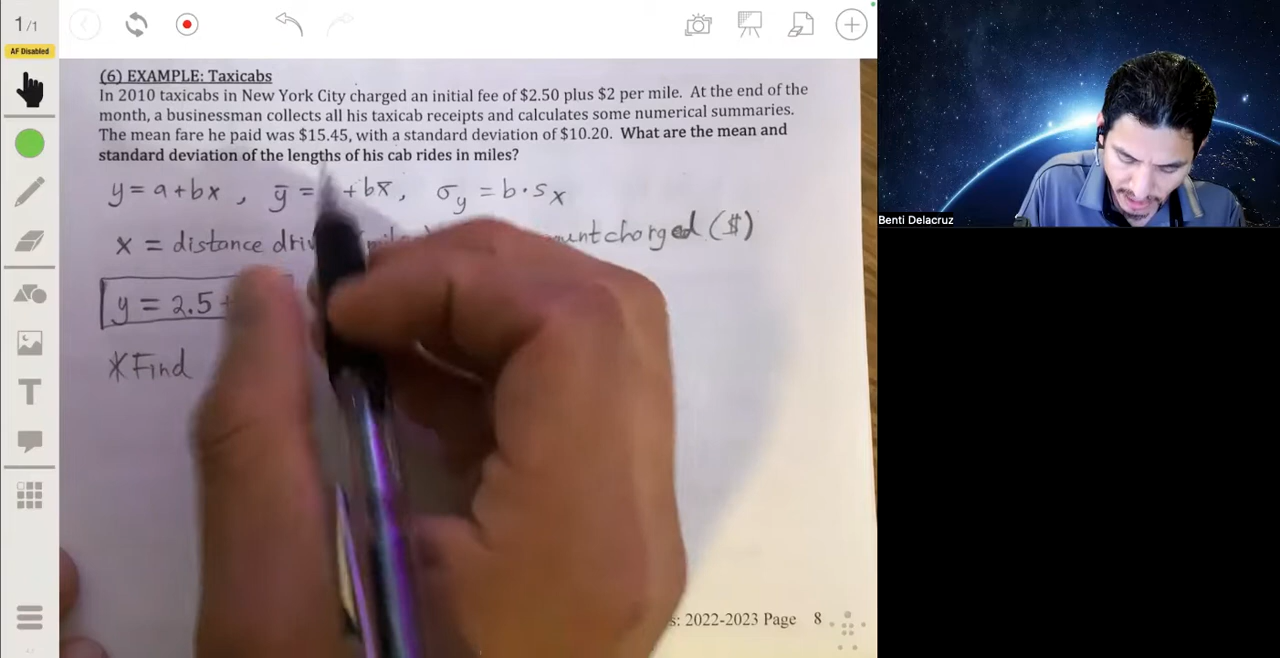 1/1
AF Disabled
(6) EXAMPLE: Taxicabs
In 2010 taxicabs in New York City charged an initial fee of $2.50 plus $2 per mile. At the end of the
month, a businessman collects all his taxicab receipts and calculates some numerical summaries.
The mean fare he paid was $15.45, with a standard deviation of $10.20. What are the mean and
standard deviation of the lengths of his cab rides in miles?
y = a + bx , ȳ = + bx̄, σy = b · sx
x = distance charged ($)
y = 2.5 +
*Find
T
2022-2023 Page 8
Benti Delacruz